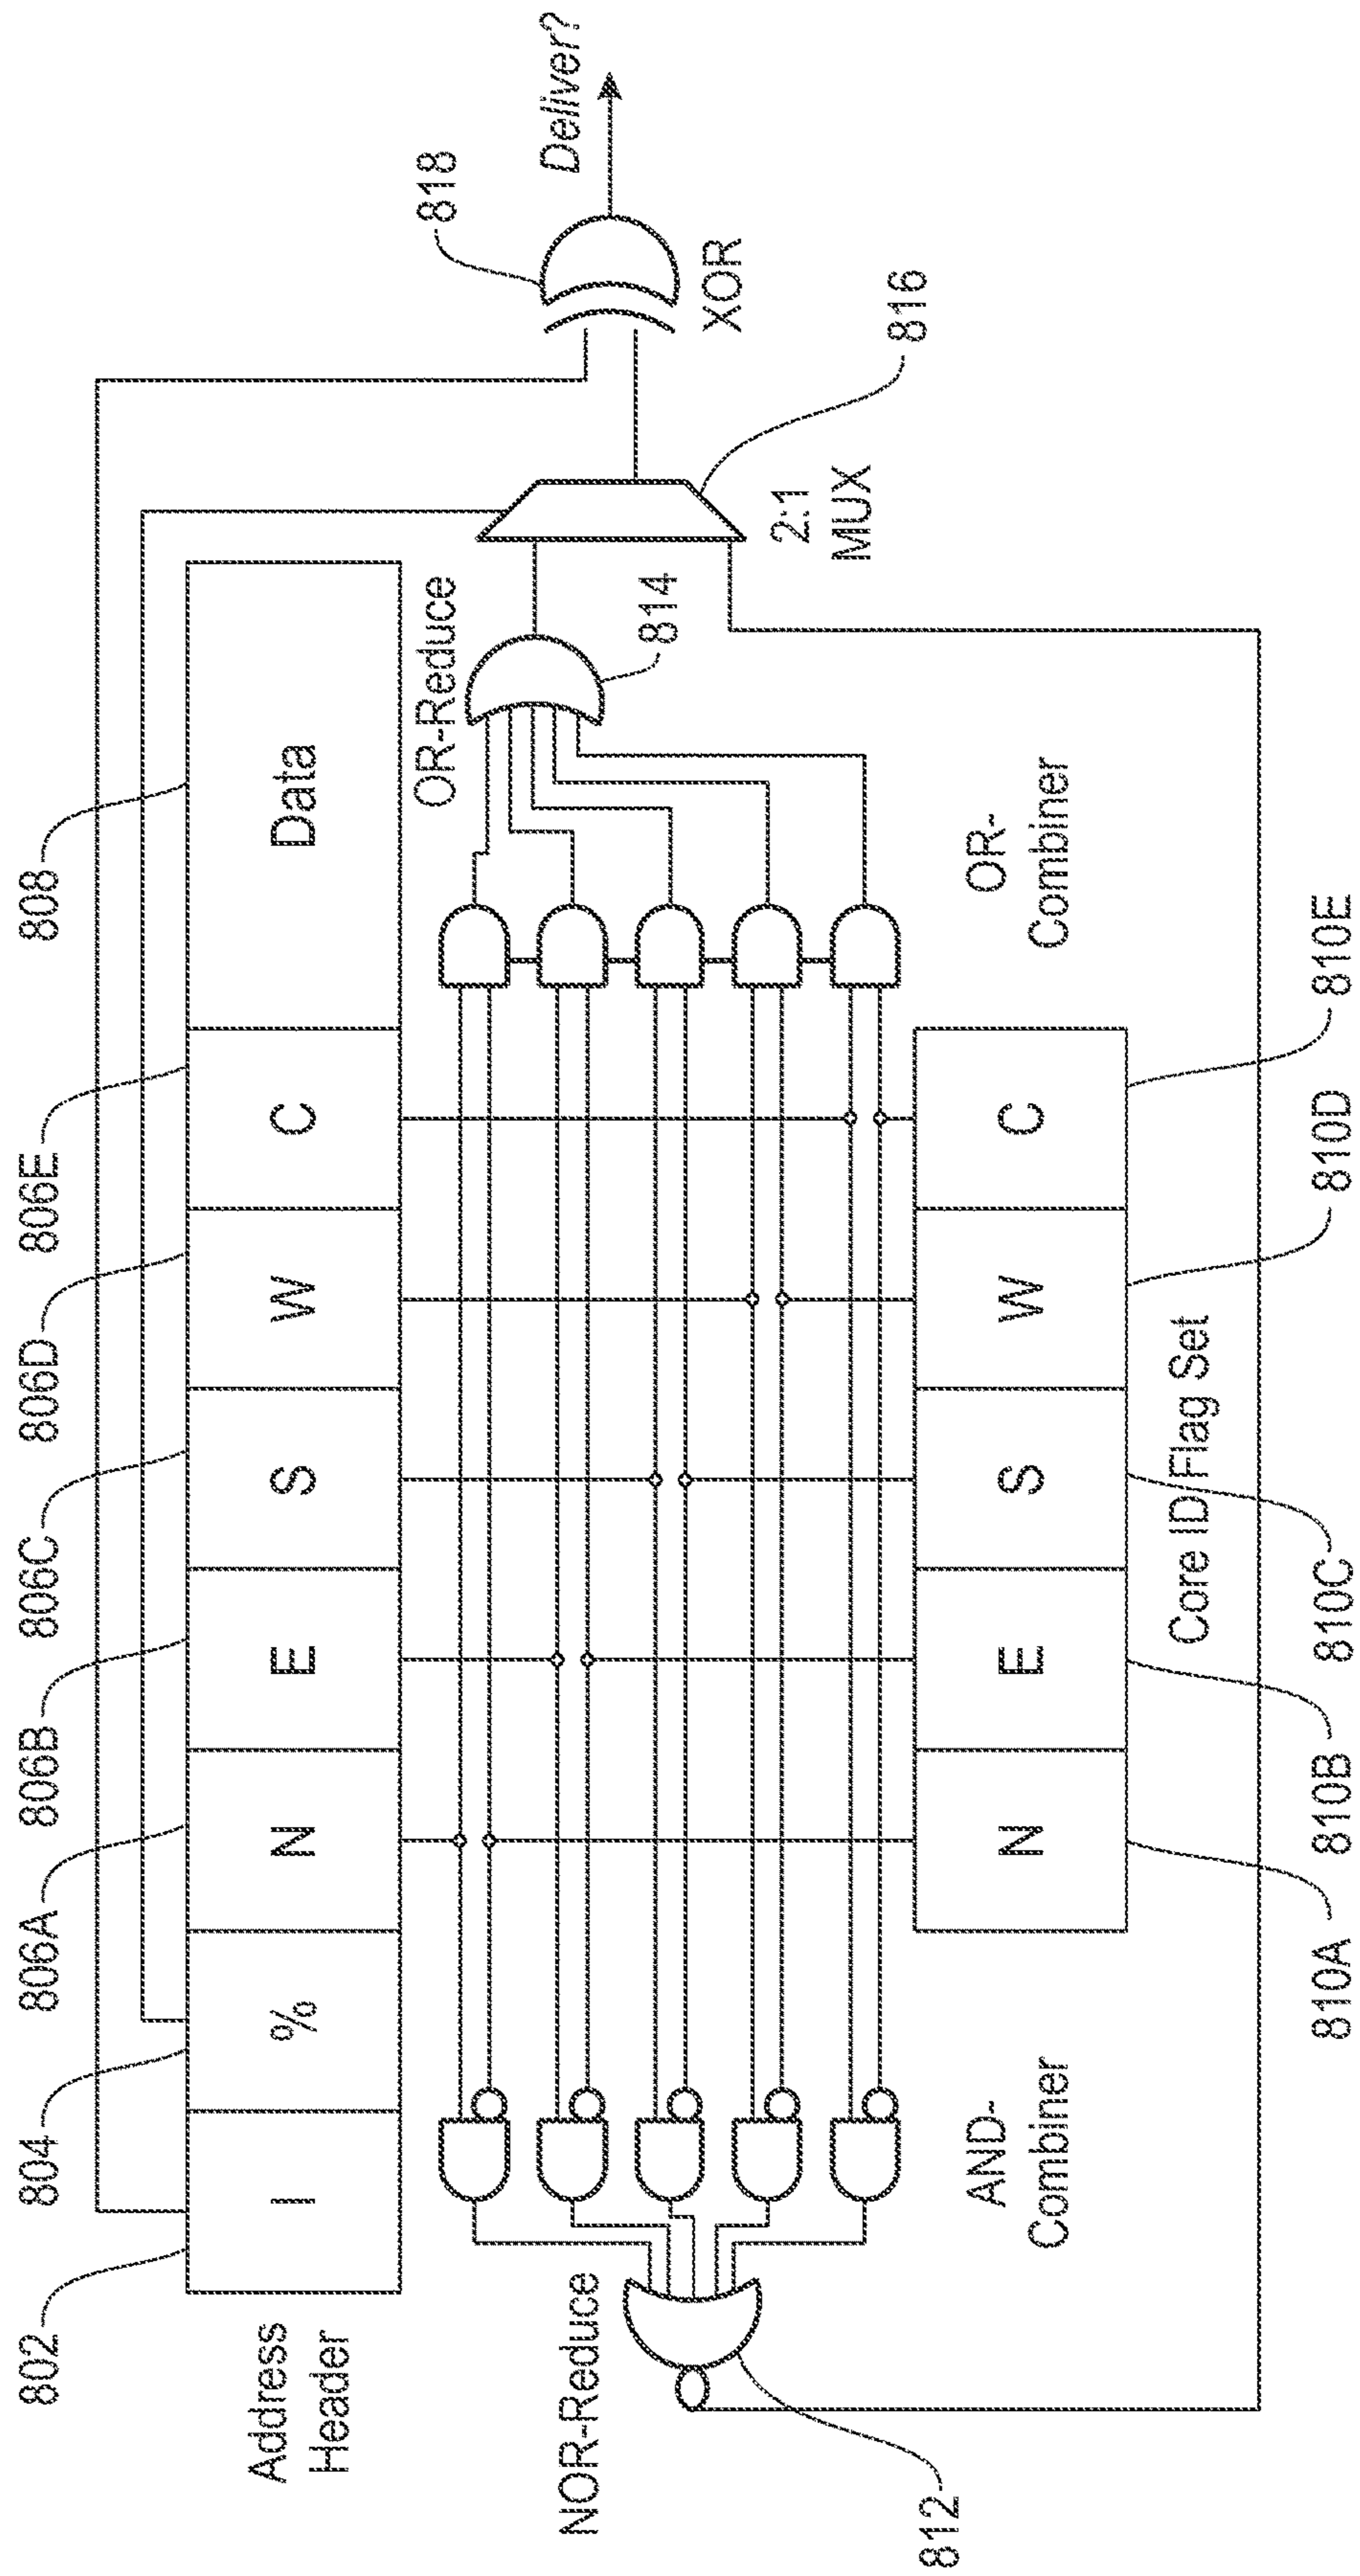 802
804
806A
806B
806C
806D
806E
808
Address
Header
I
%
N
E
S
W
C
Data
818
Deliver?
OR-Reduce
XOR
NOR-Reduce
814
2:1
MUX
816
AND-
Combiner
OR-
Combiner
812
N
E
S
W
C
Core ID Flag Set
810A
810B
810C
810D
810E